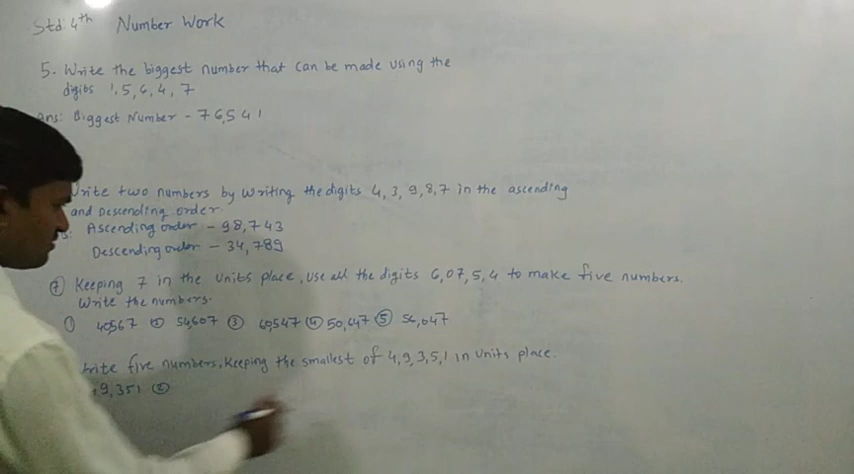 Std: 4th Number Work
5. Write the biggest number that can be made using the
digits 1,5,6,4,7
ans: Biggest Number - 76,541
Write two numbers by writing the digits 4, 3, 9, 8, 7 in the ascending
and Descending order
s: Ascending order - 98,743
Descending order - 34,789
7 Keeping 7 in the units place, use all the digits 6,07,5,4 to make five numbers.
Write the numbers.
1 40,567 2 54,607 3 60,547 4 50,647 5 56,047
write five numbers, keeping the smallest of 4,9,3,5,1 in units place.
49,351 2